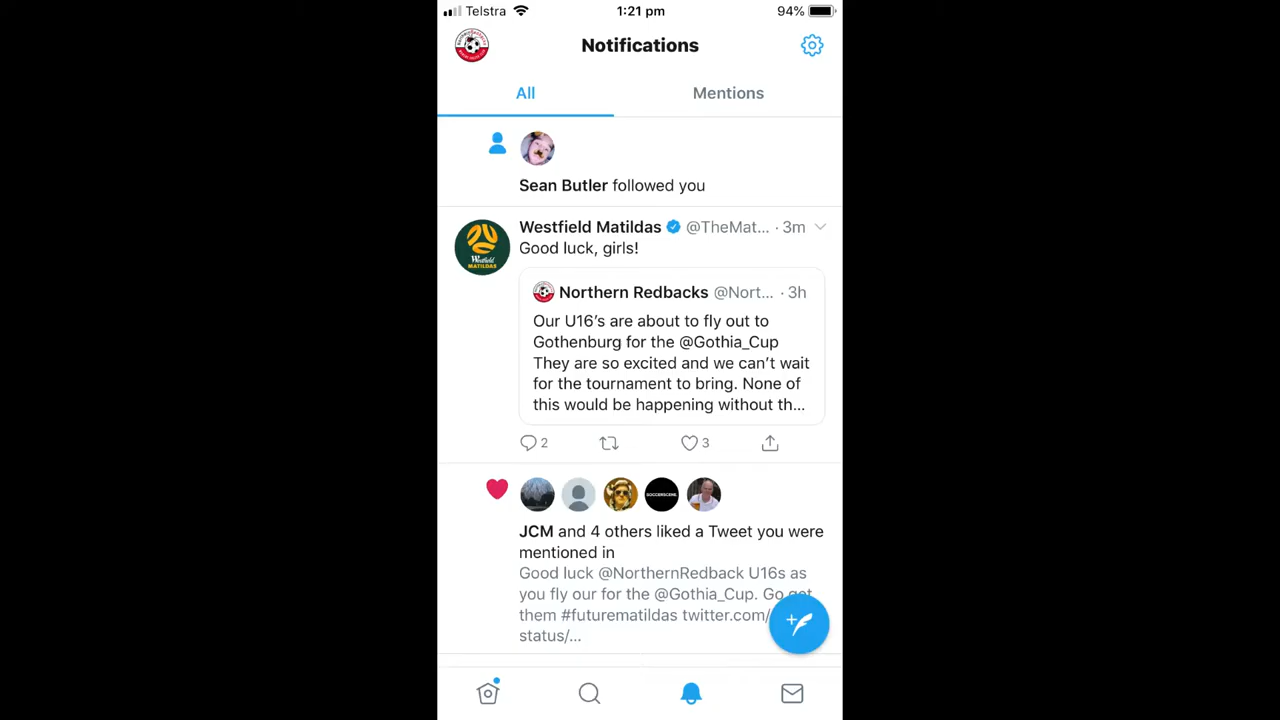 Telstra 1:21 pm 94%
Notifications
All Mentions
Sean Butler followed you
Westfield Matildas @TheMat... · 3m
Good luck, girls!
Westfield
MATILDAS
Northern Redbacks @Nort... · 3h
Our U16's are about to fly out to
Gothenburg for the @Gothia_Cup
They are so excited and we can't wait
for the tournament to bring. None of
this would be happening without th...
2 3
SOCCERSCENE
JCM and 4 others liked a Tweet you were
mentioned in
Good luck @NorthernRedback U16s as
you fly our for the @Gothia_Cup. Go get
them #futurematildas twitter.com/
status/...